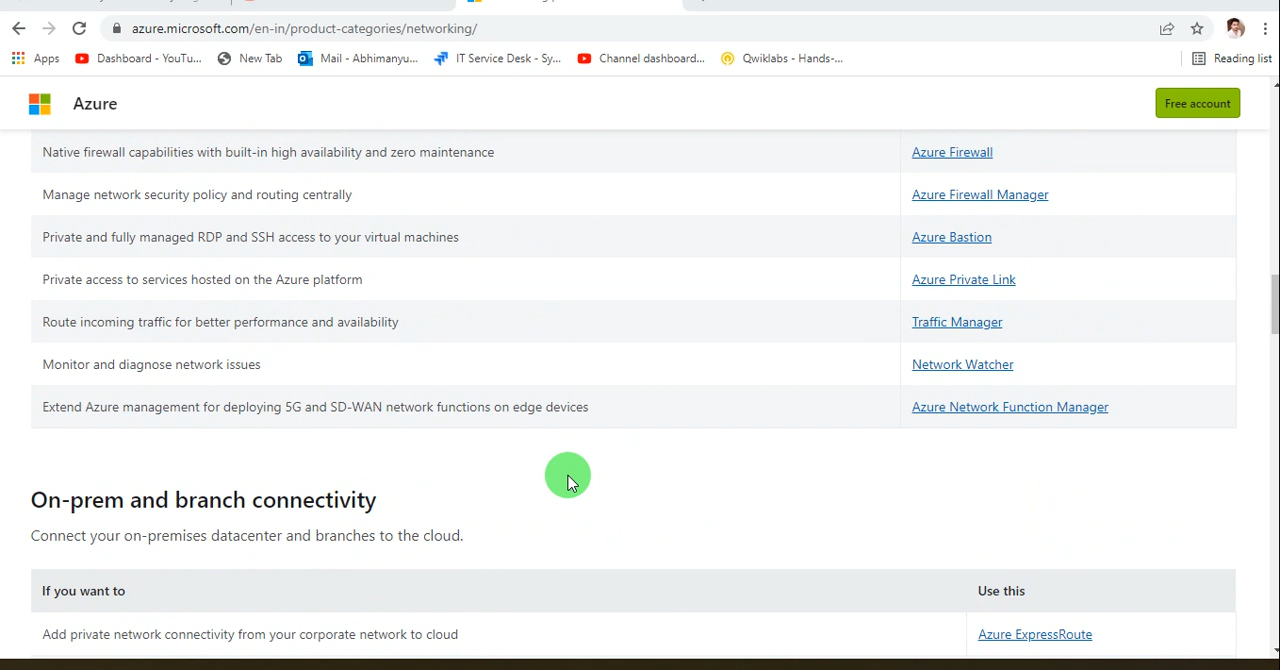 azure.microsoft.com/en-in/product-categories/networking/
Apps Dashboard - YouTu... New Tab Mail - Abhimanyu... IT Service Desk - Sy... Channel dashboard... Qwiklabs - Hands-... Reading list
Azure Free account
Native firewall capabilities with built-in high availability and zero maintenance Azure Firewall
Manage network security policy and routing centrally Azure Firewall Manager
Private and fully managed RDP and SSH access to your virtual machines Azure Bastion
Private access to services hosted on the Azure platform Azure Private Link
Route incoming traffic for better performance and availability Traffic Manager
Monitor and diagnose network issues Network Watcher
Extend Azure management for deploying 5G and SD-WAN network functions on edge devices Azure Network Function Manager
On-prem and branch connectivity
Connect your on-premises datacenter and branches to the cloud.
If you want to Use this
Add private network connectivity from your corporate network to cloud Azure ExpressRoute